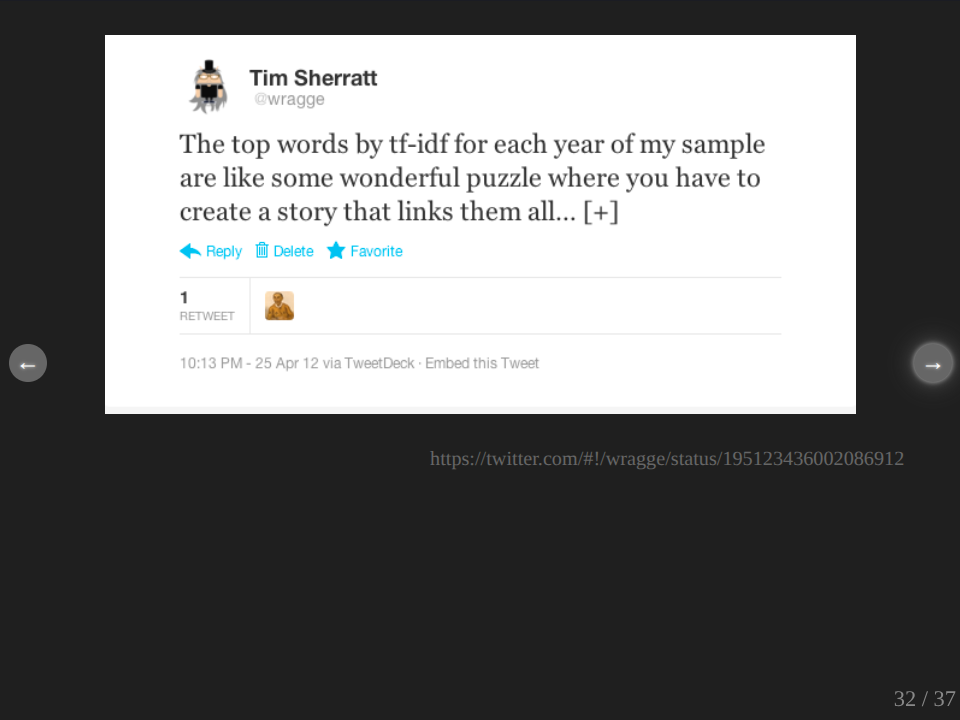 Tim Sherratt
@wragge
The top words by tf-idf for each year of my sample
are like some wonderful puzzle where you have to
create a story that links them all... [+]
Reply Delete Favorite
1
RETWEET
←
→
10:13 PM - 25 Apr 12 via TweetDeck · Embed this Tweet
https://twitter.com/#!/wragge/status/195123436002086912
32 / 37